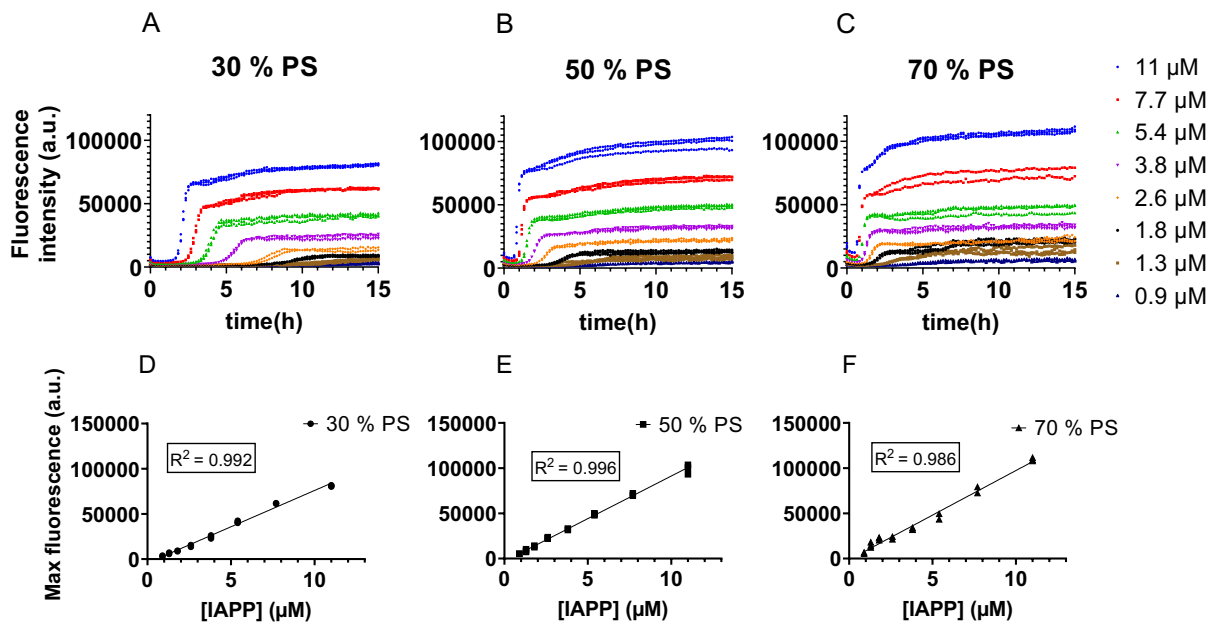 A
B
C
30 % PS
50 % PS
70 % PS
Fluorescence
intensity (a.u.)
100000
50000
0
0
5
10
15
time(h)
100000
50000
0
0
5
10
15
time(h)
100000
50000
0
0
5
10
15
time(h)
11 µM
7.7 µM
5.4 µM
3.8 µM
2.6 µM
1.8 µM
1.3 µM
0.9 µM
D
E
F
Max fluorescence (a.u.)
150000
100000
50000
0
0
5
10
[IAPP] (µM)
30 % PS
R² = 0.992
150000
100000
50000
0
0
5
10
[IAPP] (µM)
50 % PS
R² = 0.996
150000
100000
50000
0
0
5
10
[IAPP] (µM)
70 % PS
R² = 0.986